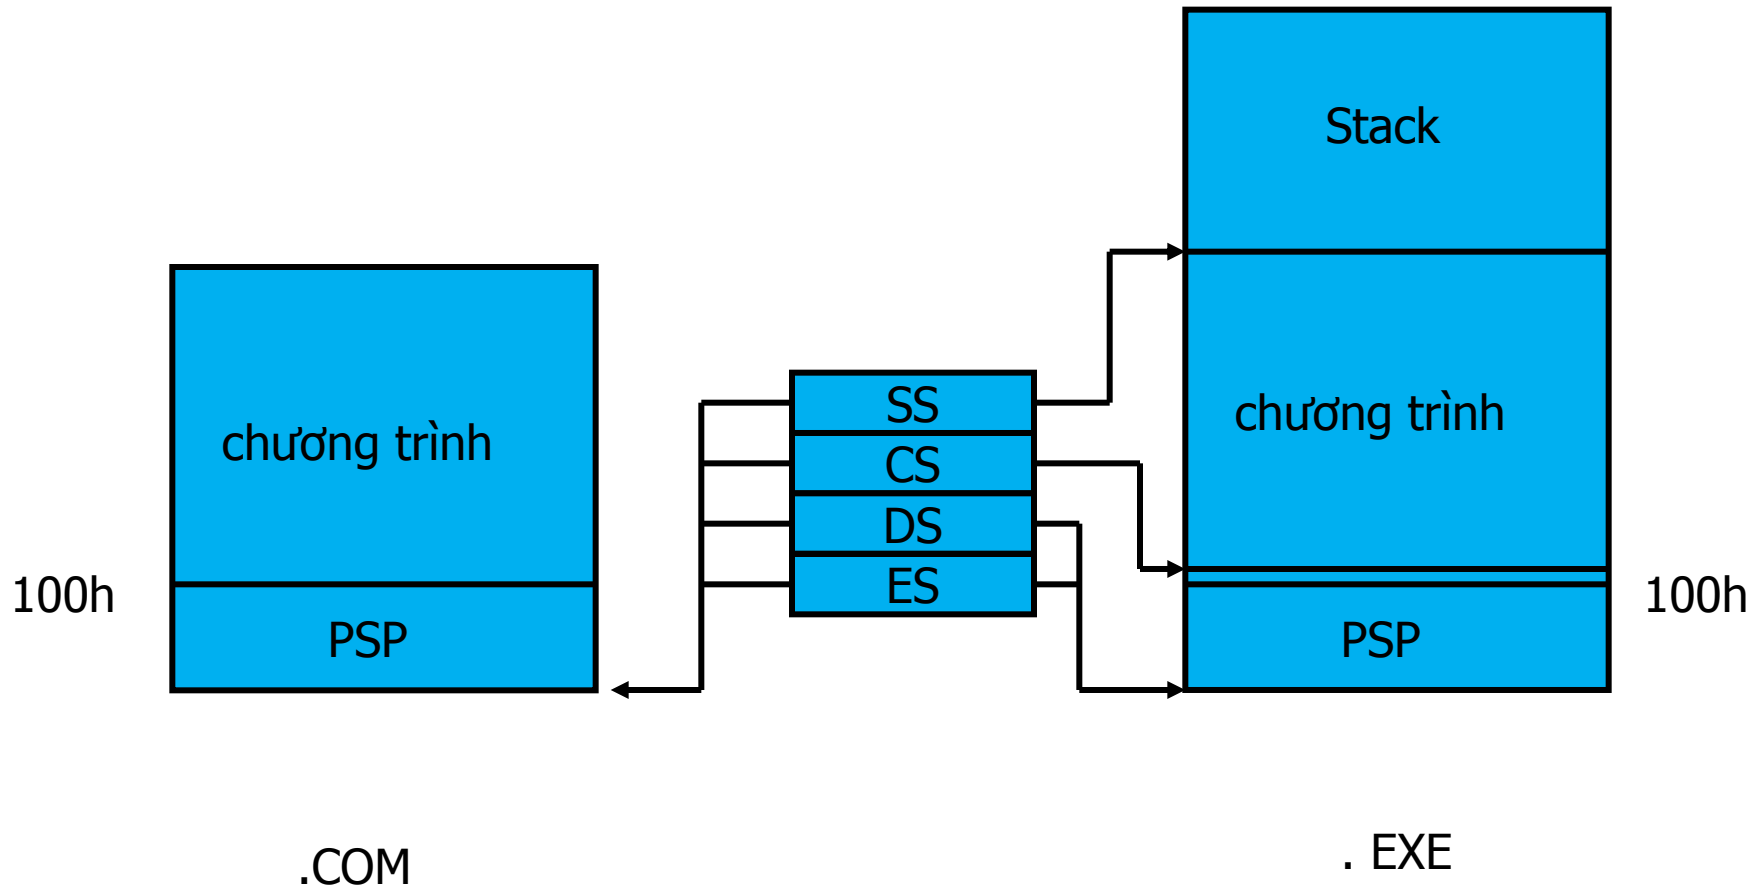 Stack
chương trình
SS
CS
DS
ES
chương trình
100h
PSP
100h
PSP
.COM
. EXE